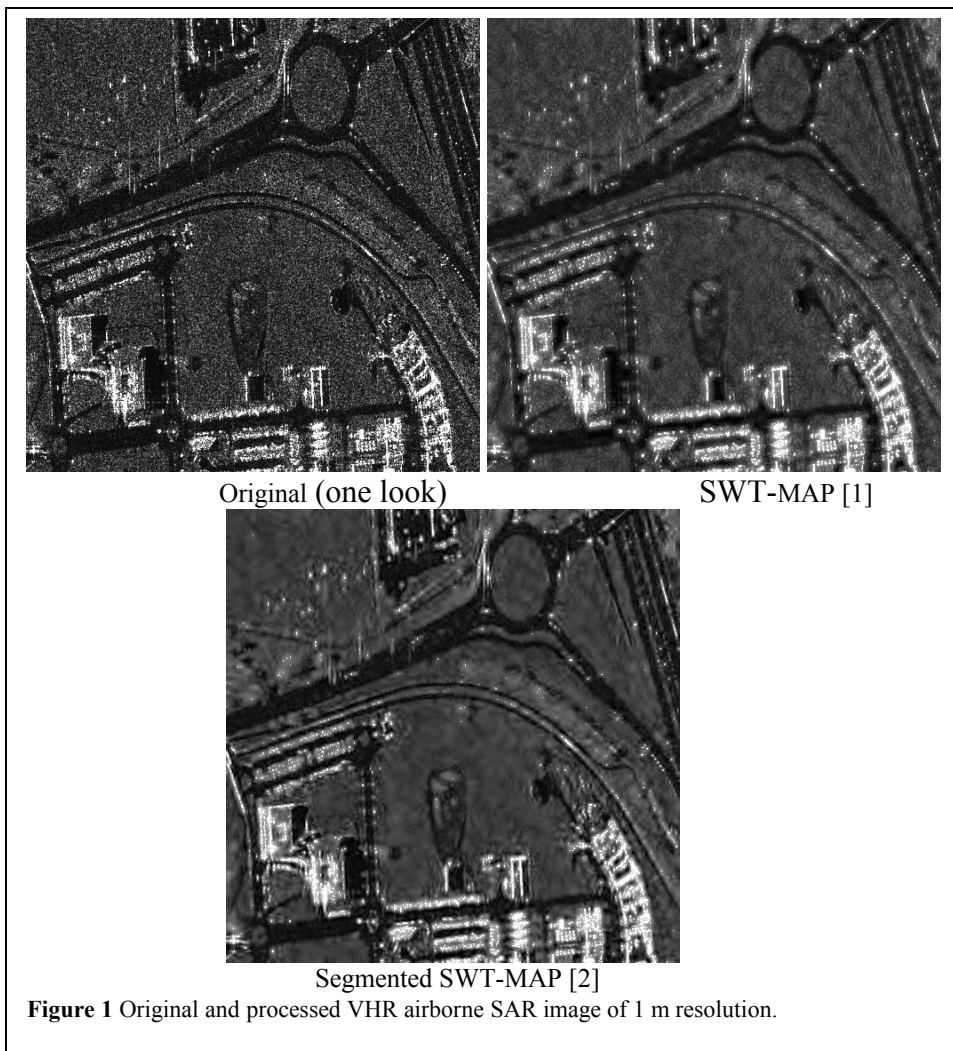 Original (one look)
SWT-MAP [1]
Segmented SWT-MAP [2]
Figure 1 Original and processed VHR airborne SAR image of 1 m resolution.